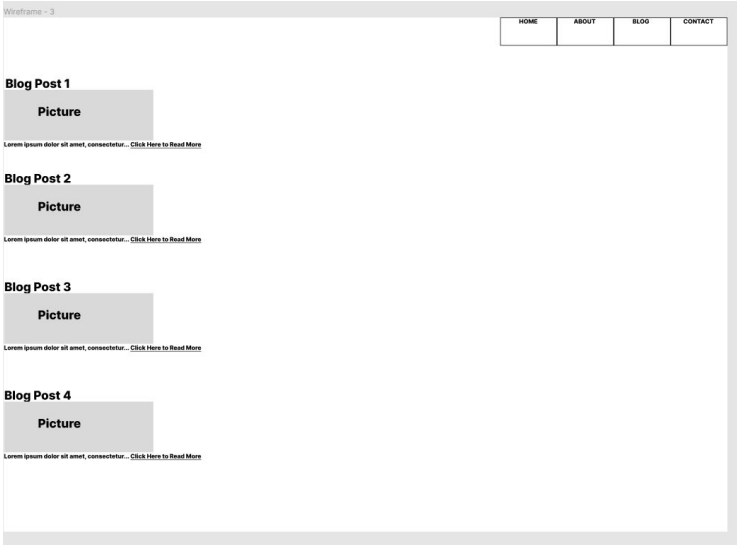 Wireframe - 3
HOME ABOUT BLOG CONTACT
Blog Post 1
Picture
Lorem ipsum dolor sit amet, consectetur... Click Here to Read More
Blog Post 2
Picture
Lorem ipsum dolor sit amet, consectetur... Click Here to Read More
Blog Post 3
Picture
Lorem ipsum dolor sit amet, consectetur... Click Here to Read More
Blog Post 4
Picture
Lorem ipsum dolor sit amet, consectetur... Click Here to Read More